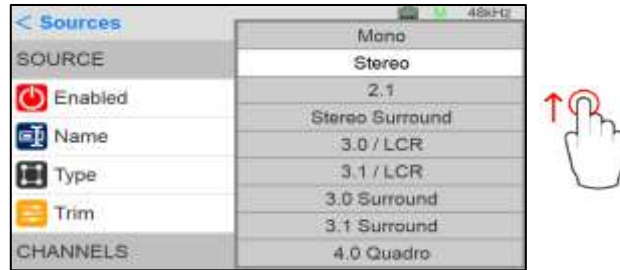 < Sources
48kHz
SOURCE
Enabled
Name
Type
Trim
CHANNELS
Mono
Stereo
2.1
Stereo Surround
3.0 / LCR
3.1 / LCR
3.0 Surround
3.1 Surround
4.0 Quadro